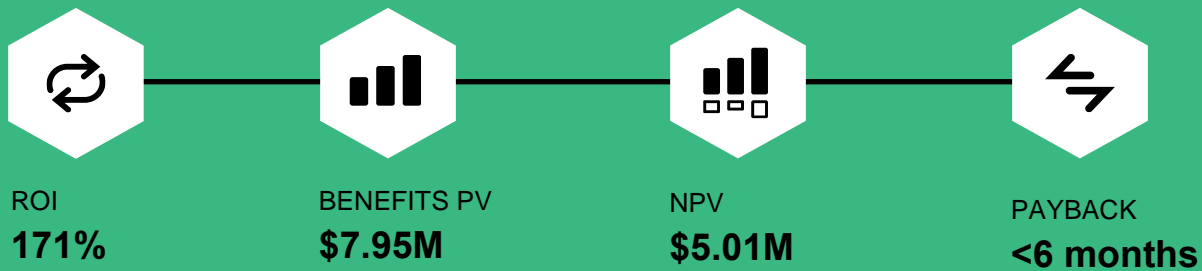 ROI
171%
BENEFITS PV
$7.95M
NPV
$5.01M
PAYBACK
<6 months